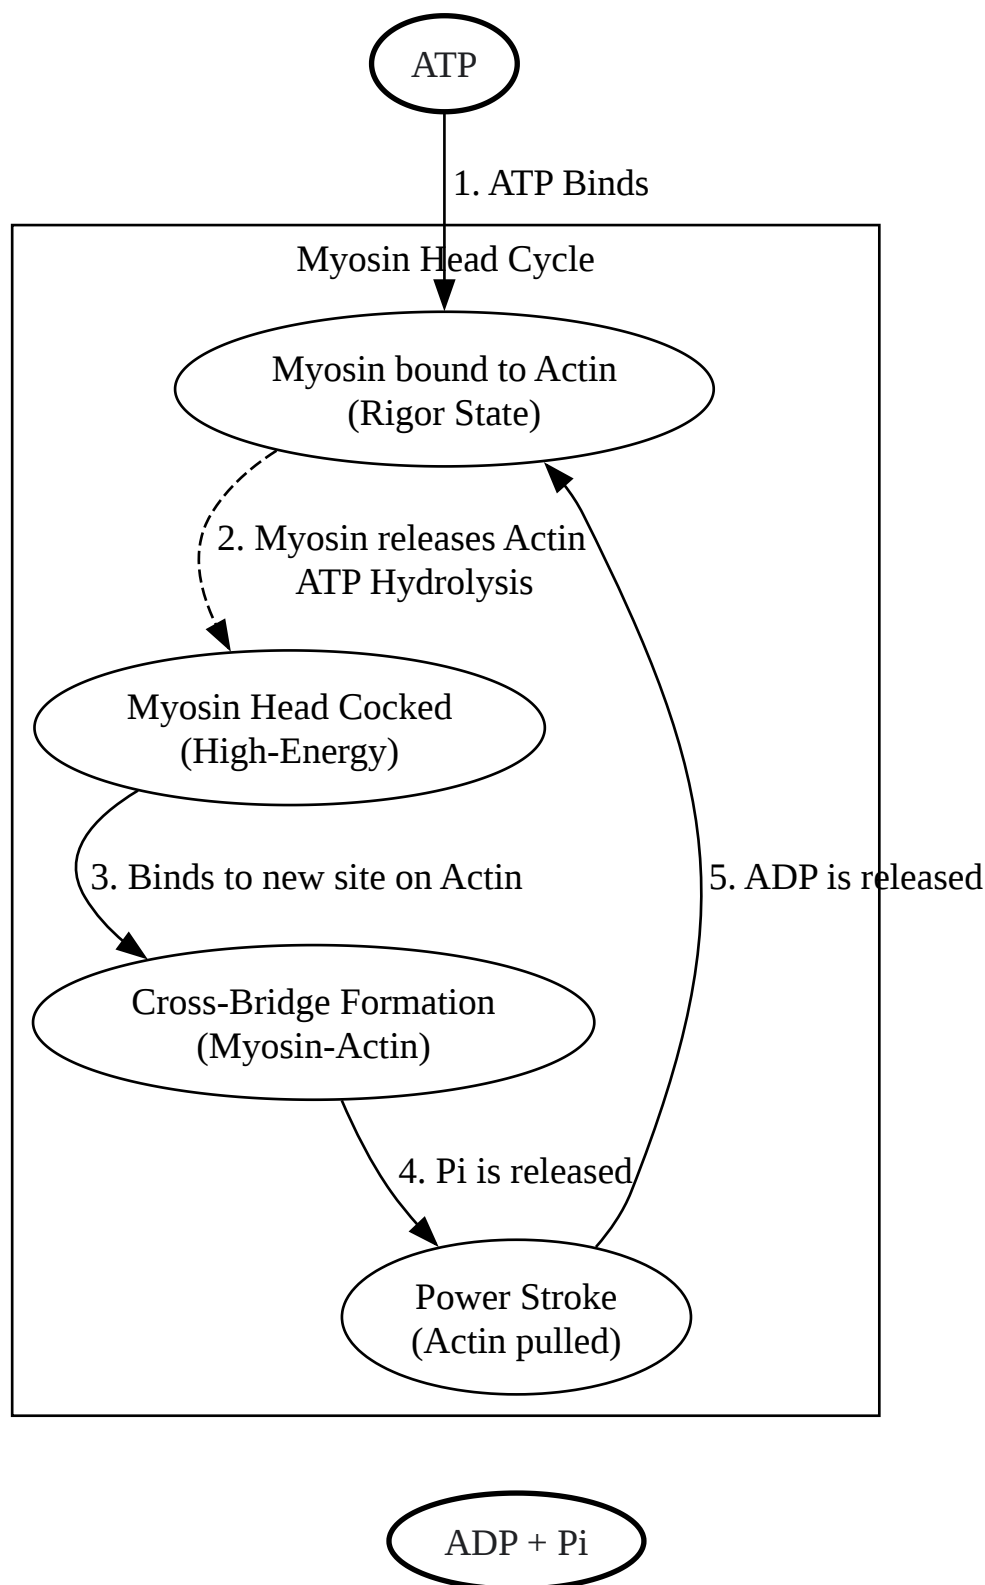 ATP
1. ATP Binds
Myosin Head Cycle
Myosin bound to Actin
(Rigor State)
2. Myosin releases Actin
ATP Hydrolysis
Myosin Head Cocked
(High-Energy)
3. Binds to new site on Actin
5. ADP is released
Cross-Bridge Formation
(Myosin-Actin)
4. Pi is released
Power Stroke
(Actin pulled)
ADP + Pi